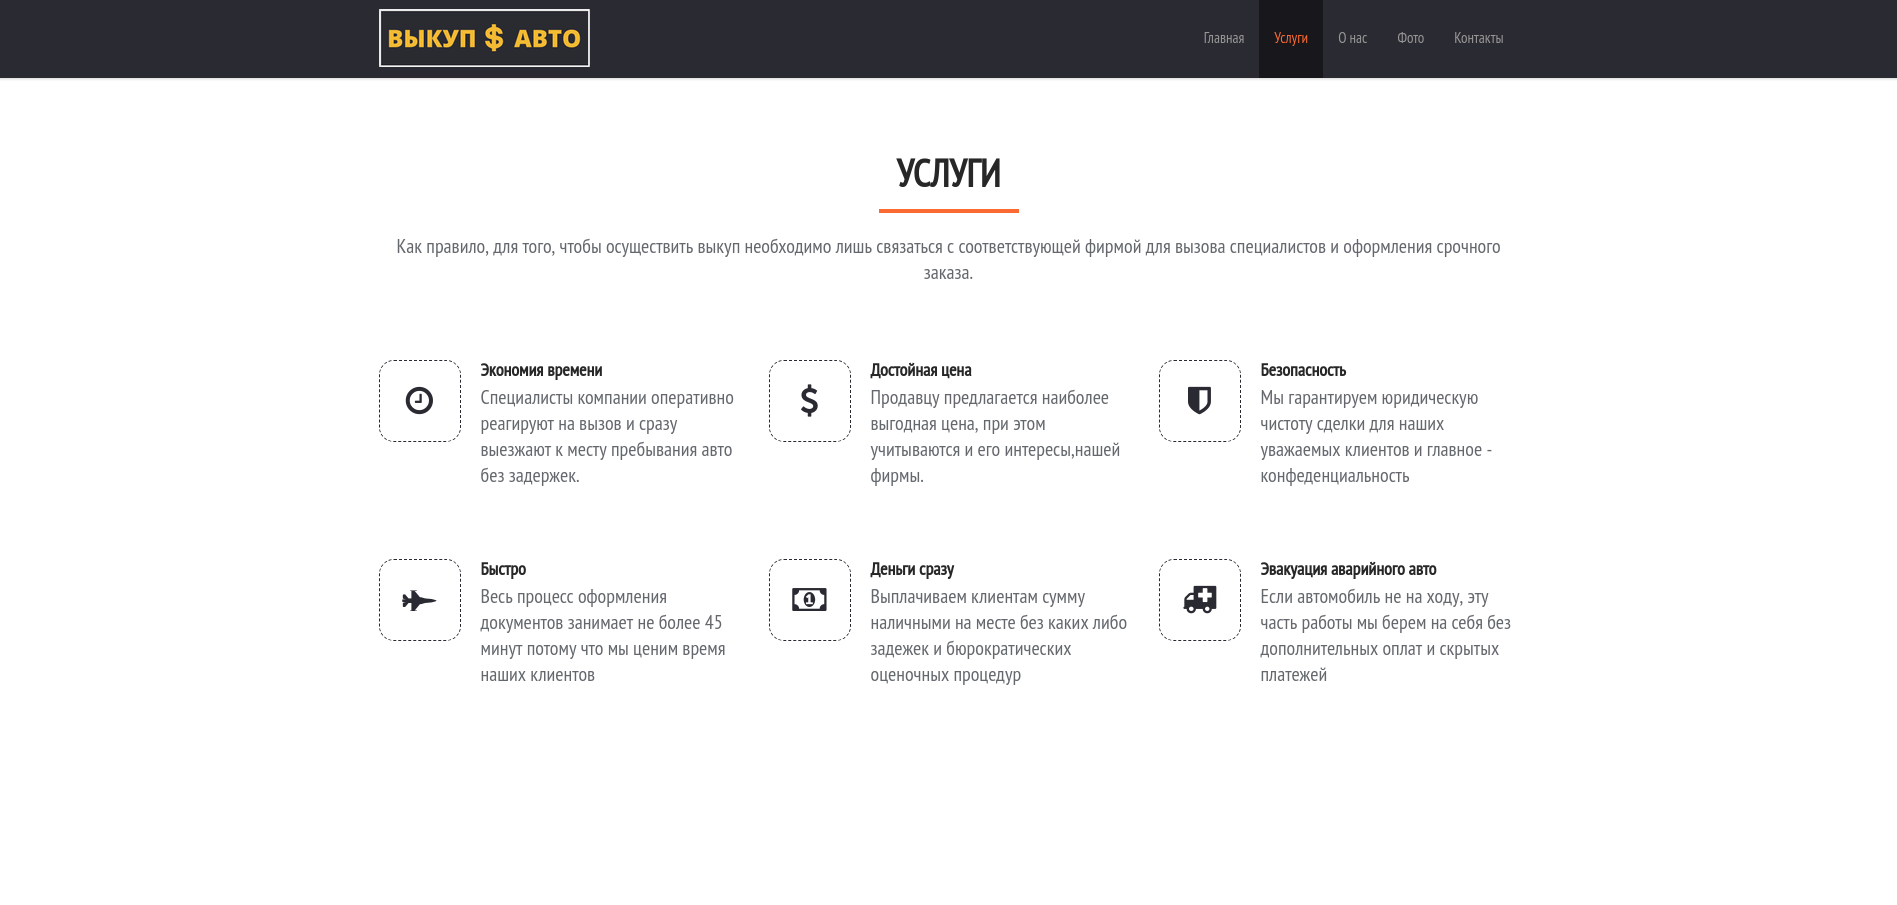 ВЫКУП $ АВТО
Главная
Услуги
О нас
Фото
Контакты
УСЛУГИ
Как правило, для того, чтобы осуществить выкуп необходимо лишь связаться с соответствующей фирмой для вызова специалистов и оформления срочного
заказа.
Экономия времени
Специалисты компании оперативно
реагируют на вызов и сразу
выезжают к месту пребывания авто
без задержек.
Достойная цена
Продавцу предлагается наиболее
выгодная цена, при этом
учитываются и его интересы,нашей
фирмы.
Безопасность
Мы гарантируем юридическую
чистоту сделки для наших
уважаемых клиентов и главное -
конфеденциальность
Быстро
Весь процесс оформления
документов занимает не более 45
минут потому что мы ценим время
наших клиентов
Деньги сразу
Выплачиваем клиентам сумму
наличными на месте без каких либо
задежек и бюрократических
оценочных процедур
Эвакуация аварийного авто
Если автомобиль не на ходу, эту
часть работы мы берем на себя без
дополнительных оплат и скрытых
платежей